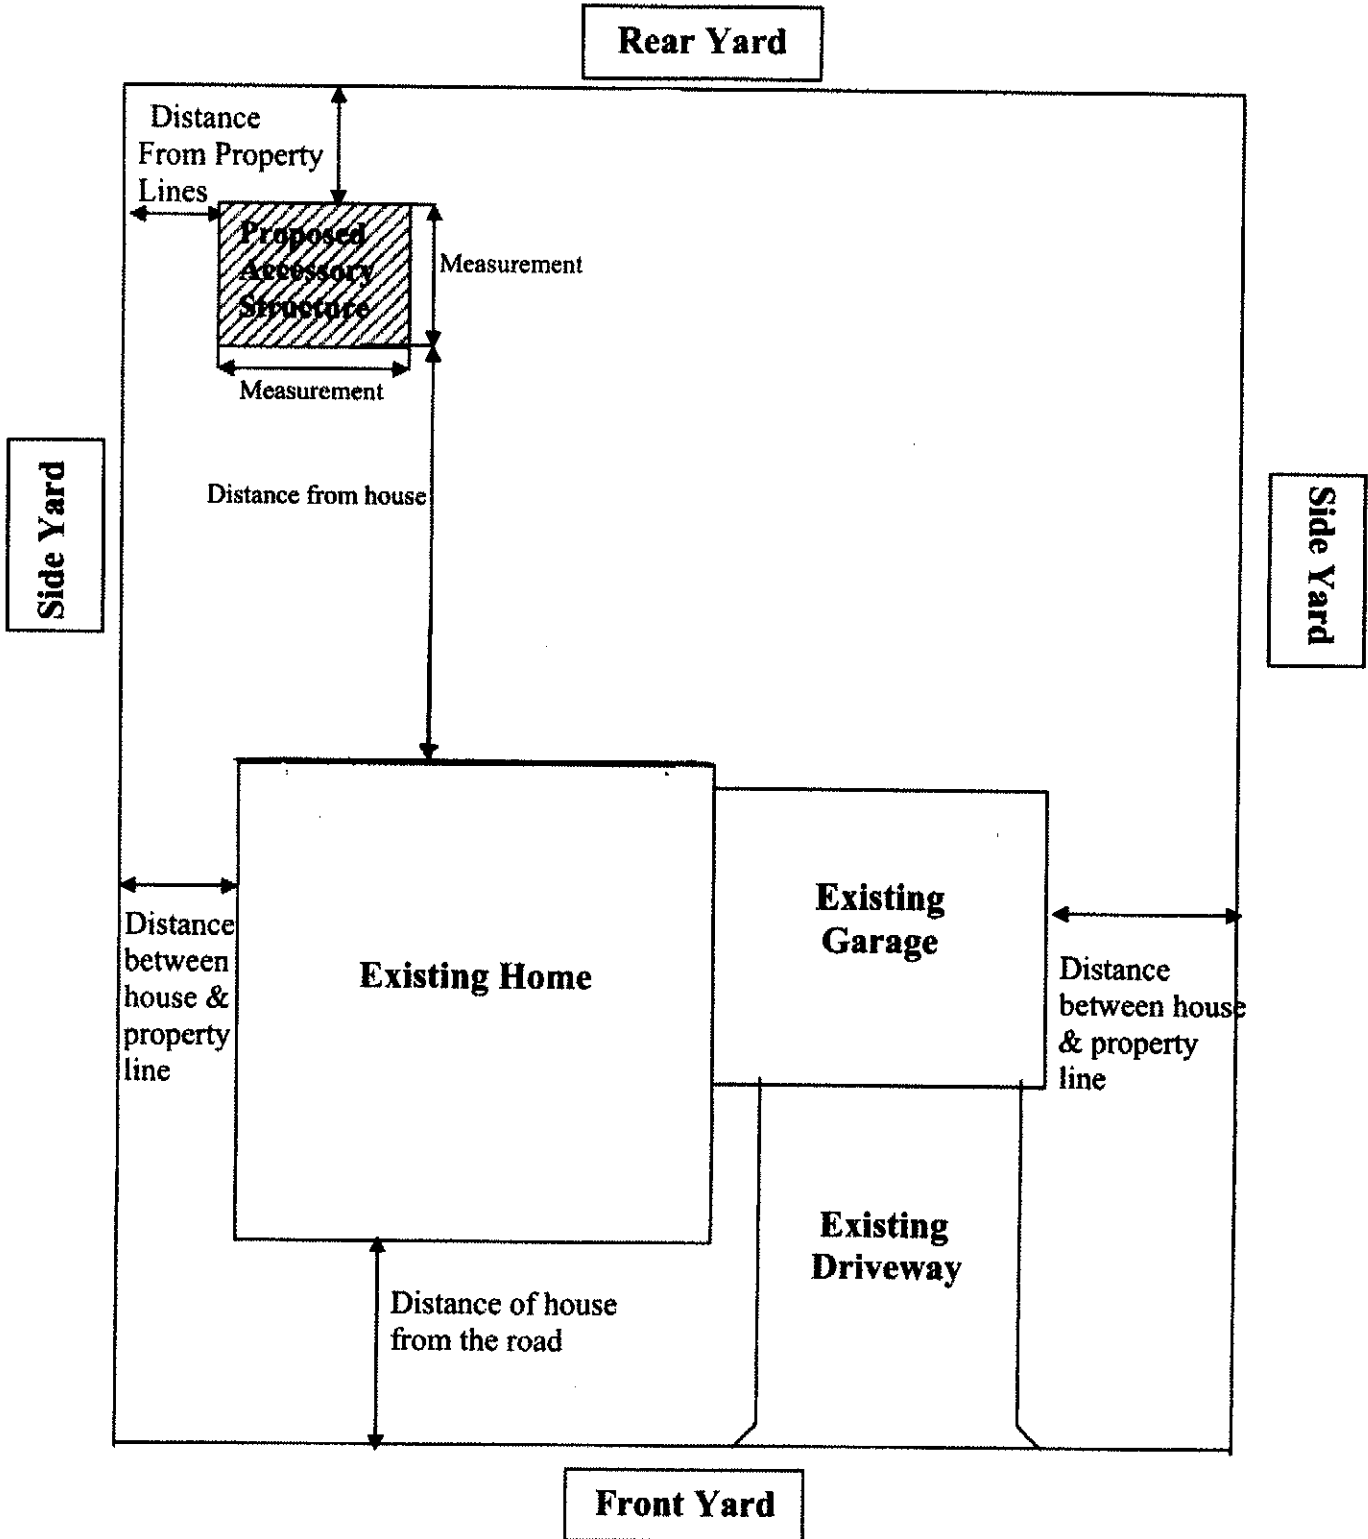 Rear Yard
Distance
From Property
Lines
Proposed
Accessory
Structure
Measurement
Measurement
Distance from house
Side Yard
Side Yard
Distance
between
house &
property
line
Existing Home
Existing
Garage
Distance
between house
& property
line
Existing
Driveway
Distance of house
from the road
Front Yard